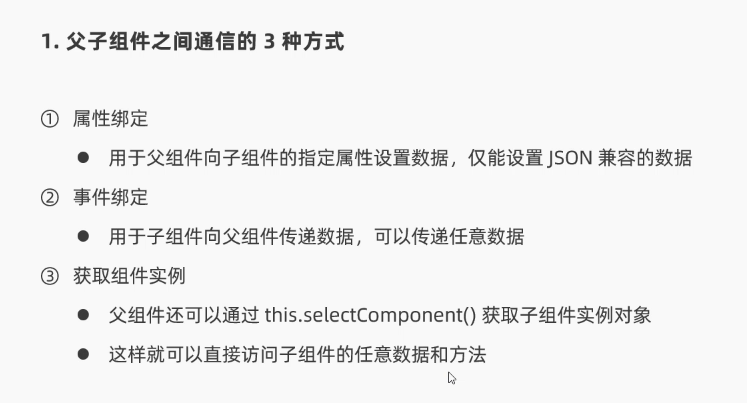 1. 父子组件之间通信的 3 种方式
① 属性绑定
● 用于父组件向子组件的指定属性设置数据，仅能设置 JSON 兼容的数据
② 事件绑定
● 用于子组件向父组件传递数据，可以传递任意数据
③ 获取组件实例
● 父组件还可以通过 this.selectComponent() 获取子组件实例对象
● 这样就可以直接访问子组件的任意数据和方法